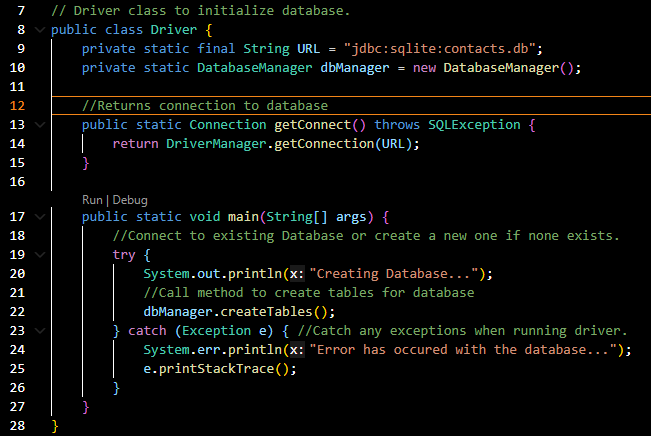 7 // Driver class to initialize database.
8 public class Driver {
9 private static final String URL = "jdbc:sqlite:contacts.db";
10 private static DatabaseManager dbManager = new DatabaseManager();
11
12 //Returns connection to database
13 public static Connection getConnect() throws SQLException {
14 return DriverManager.getConnection(URL);
15 }
16
Run | Debug
17 public static void main(String[] args) {
18 //Connect to existing Database or create a new one if none exists.
19 try {
20 System.out.println(x: "Creating Database...");
21 //Call method to create tables for database
22 dbManager.createTables();
23 } catch (Exception e) { //Catch any exceptions when running driver.
24 System.err.println(x: "Error has occured with the database...");
25 e.printStackTrace();
26 }
27 }
28 }